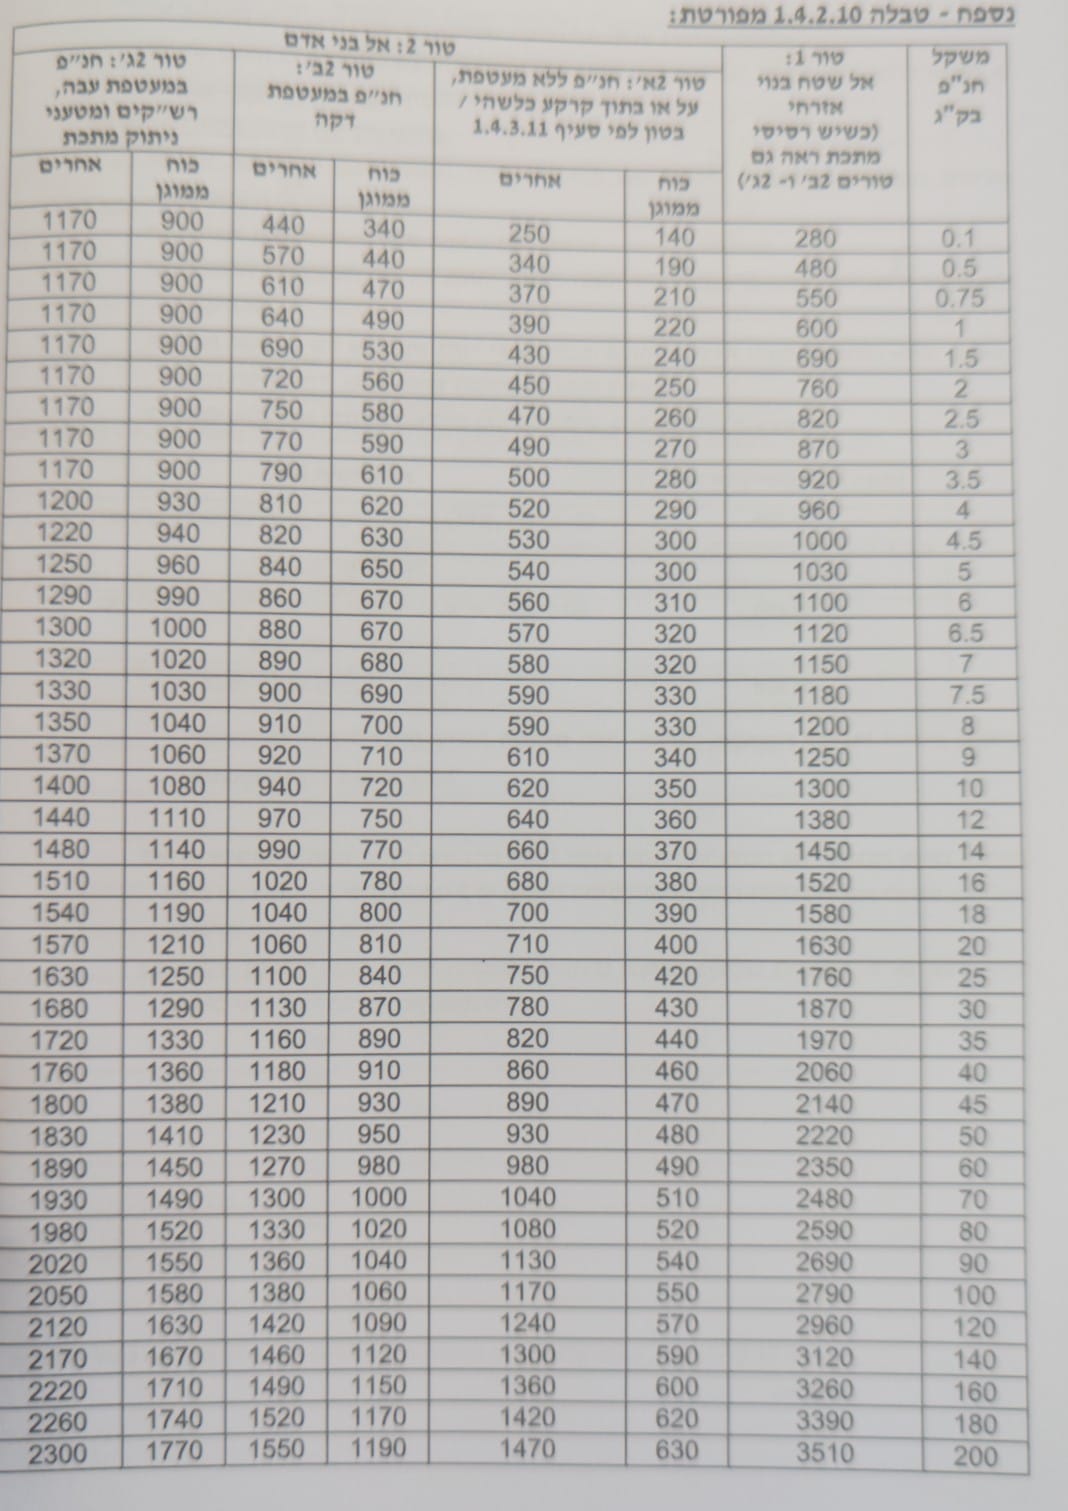 נספח - טבלה 1.4.2.10 מפורטת:
משקל חנ"פ בק"ג | טור 1: אל שטח בנוי אזרחי (כשיש רסיסי מתכת ראה גם טורים 2ב' ו- 2ג') | טור 2: אל בני אדם
טור 2א': חנ"פ ללא מעטפת, על או בתוך קרקע כלשהי / בטון לפי סעיף 1.4.3.11 | טור 2ב': חנ"פ במעטפת דקה | טור 2ג': חנ"פ במעטפת עבה, רש"קים ומטעני ניתוק מתכת
כוח ממוגן | אחרים | כוח ממוגן | אחרים | כוח ממוגן | אחרים
0.1 | 280 | 140 | 250 | 340 | 440 | 900 | 1170
0.5 | 480 | 190 | 340 | 440 | 570 | 900 | 1170
0.75 | 550 | 210 | 370 | 470 | 610 | 900 | 1170
1 | 600 | 220 | 390 | 490 | 640 | 900 | 1170
1.5 | 690 | 240 | 430 | 530 | 690 | 900 | 1170
2 | 760 | 250 | 450 | 560 | 720 | 900 | 1170
2.5 | 820 | 260 | 470 | 580 | 750 | 900 | 1170
3 | 870 | 270 | 490 | 590 | 770 | 900 | 1170
3.5 | 920 | 280 | 500 | 610 | 790 | 900 | 1170
4 | 960 | 290 | 520 | 620 | 810 | 930 | 1200
4.5 | 1000 | 300 | 530 | 630 | 820 | 940 | 1220
5 | 1030 | 300 | 540 | 650 | 840 | 960 | 1250
6 | 1100 | 310 | 560 | 670 | 860 | 990 | 1290
6.5 | 1120 | 320 | 570 | 670 | 880 | 1000 | 1300
7 | 1150 | 320 | 580 | 680 | 890 | 1020 | 1320
7.5 | 1180 | 330 | 590 | 690 | 900 | 1030 | 1330
8 | 1200 | 330 | 590 | 700 | 910 | 1040 | 1350
9 | 1250 | 340 | 610 | 710 | 920 | 1060 | 1370
10 | 1300 | 350 | 620 | 720 | 940 | 1080 | 1400
12 | 1380 | 360 | 640 | 750 | 970 | 1110 | 1440
14 | 1450 | 370 | 660 | 770 | 990 | 1140 | 1480
16 | 1520 | 380 | 680 | 780 | 1020 | 1160 | 1510
18 | 1580 | 390 | 700 | 800 | 1040 | 1190 | 1540
20 | 1630 | 400 | 710 | 810 | 1060 | 1210 | 1570
25 | 1760 | 420 | 750 | 840 | 1100 | 1250 | 1630
30 | 1870 | 430 | 780 | 870 | 1130 | 1290 | 1680
35 | 1970 | 440 | 820 | 890 | 1160 | 1330 | 1720
40 | 2060 | 460 | 860 | 910 | 1180 | 1360 | 1760
45 | 2140 | 470 | 890 | 930 | 1210 | 1380 | 1800
50 | 2220 | 480 | 930 | 950 | 1230 | 1410 | 1830
60 | 2350 | 490 | 980 | 980 | 1270 | 1450 | 1890
70 | 2480 | 510 | 1040 | 1000 | 1300 | 1490 | 1930
80 | 2590 | 520 | 1080 | 1020 | 1330 | 1520 | 1980
90 | 2690 | 540 | 1130 | 1040 | 1360 | 1550 | 2020
100 | 2790 | 550 | 1170 | 1060 | 1380 | 1580 | 2050
120 | 2960 | 570 | 1240 | 1090 | 1420 | 1630 | 2120
140 | 3120 | 590 | 1300 | 1120 | 1460 | 1670 | 2170
160 | 3260 | 600 | 1360 | 1150 | 1490 | 1710 | 2220
180 | 3390 | 620 | 1420 | 1170 | 1520 | 1740 | 2260
200 | 3510 | 630 | 1470 | 1190 | 1550 | 1770 | 2300